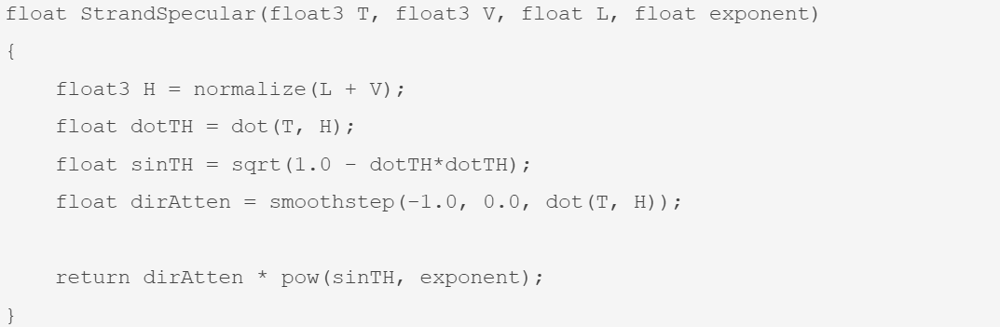 float StrandSpecular(float3 T, float3 V, float L, float exponent)
{
    float3 H = normalize(L + V);
    float dotTH = dot(T, H);
    float sinTH = sqrt(1.0 - dotTH*dotTH);
    float dirAtten = smoothstep(-1.0, 0.0, dot(T, H));

    return dirAtten * pow(sinTH, exponent);
}